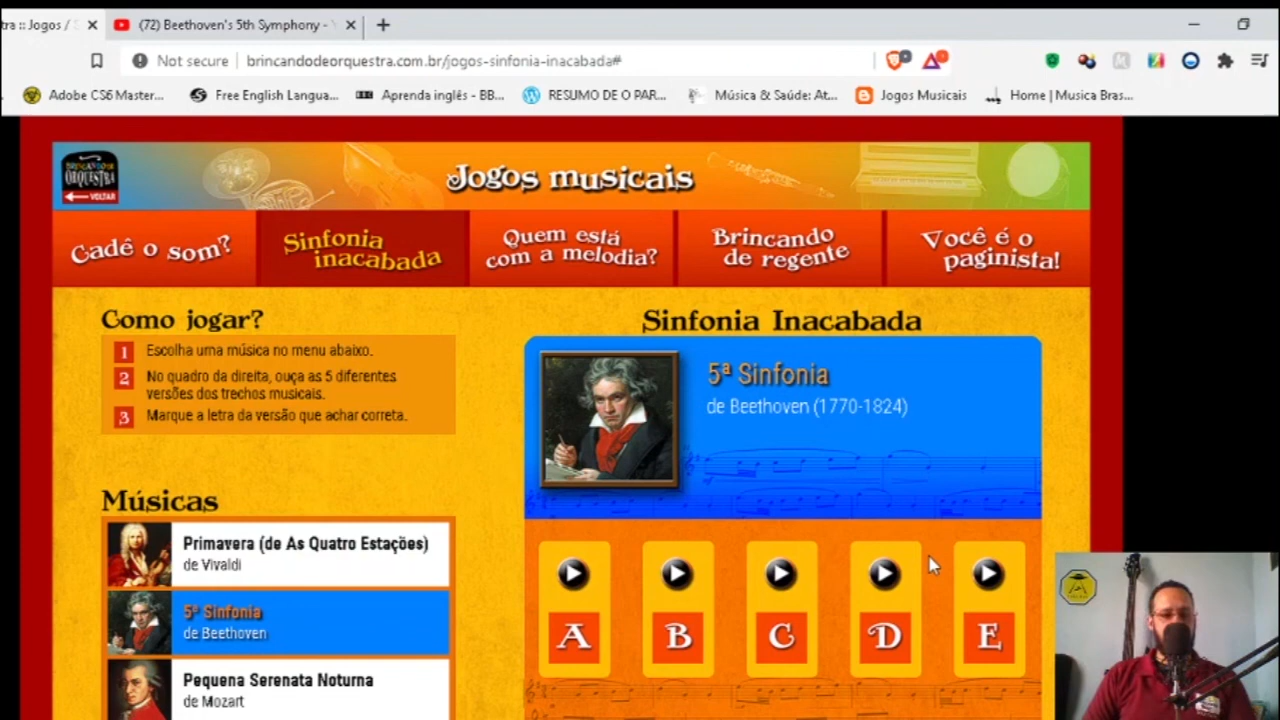 tra :: Jogos /
(72) Beethoven's 5th Symphony -
Not secure
brincandodeorquestra.com.br/jogos-sinfonia-inacabada#
Adobe CS6 Master...
Free English Langua...
Aprenda inglês - BB...
RESUMO DE O PAR...
Música & Saúde: At...
Jogos Musicais
Home | Musica Bras...
BRINCANDO DE
ORQUESTRA
VOLTAR
Jogos musicais
Cadê o som?
Sinfonia
inacabada
Quem está
com a melodia?
Brincando
de regente
Você é o
paginista!
Como jogar?
1 Escolha uma música no menu abaixo.
2 No quadro da direita, ouça as 5 diferentes
versões dos trechos musicais.
3 Marque a letra da versão que achar correta.
Músicas
Primavera (de As Quatro Estações)
de Vivaldi
5ª Sinfonia
de Beethoven
Pequena Serenata Noturna
de Mozart
Sinfonia Inacabada
5ª Sinfonia
de Beethoven (1770-1824)
A B C D E